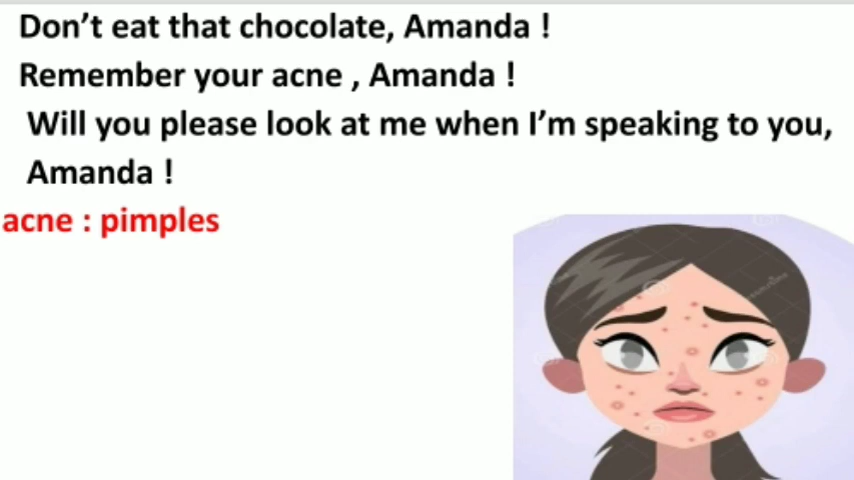 Don’t eat that chocolate, Amanda !
Remember your acne , Amanda !
Will you please look at me when I’m speaking to you,
Amanda !
acne : pimples